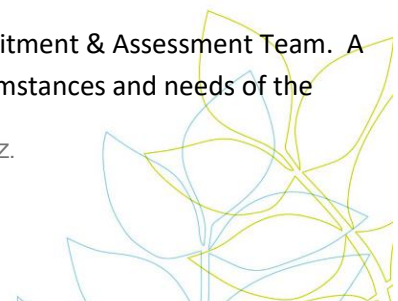 itment & Assessment Team.  A
mstances and needs of the
z.